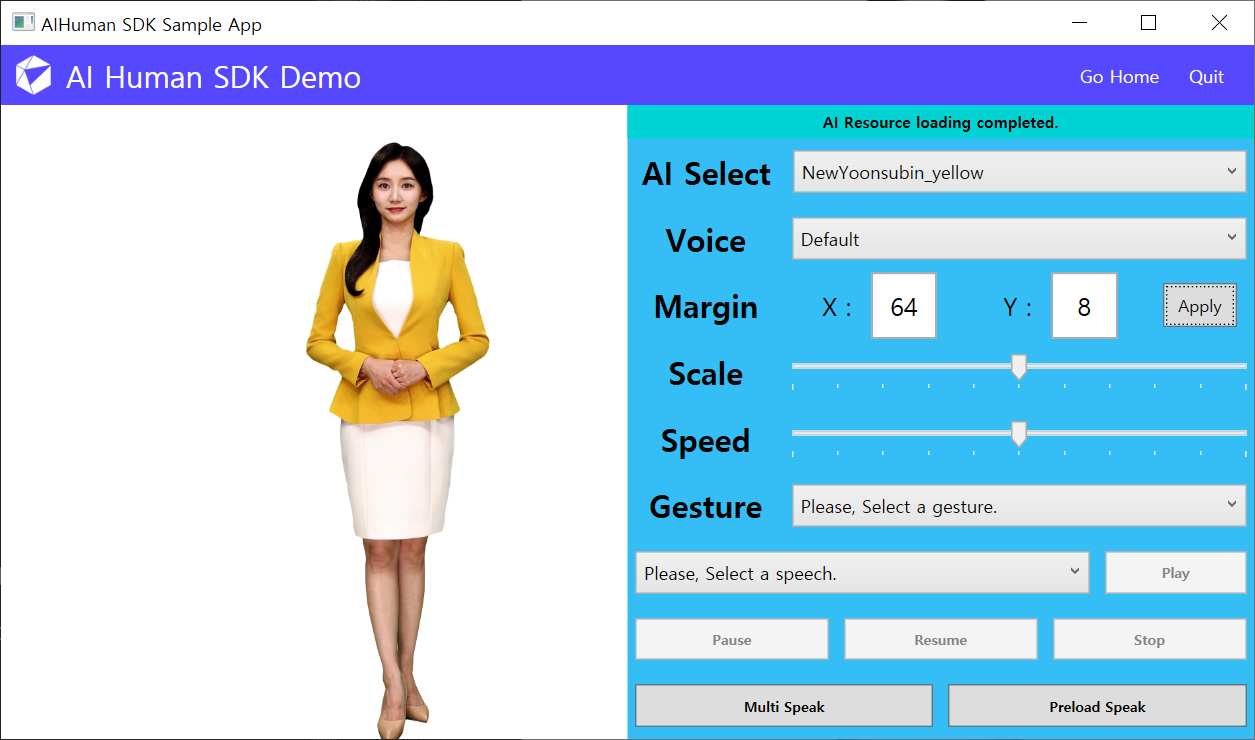 AIHuman SDK Sample App
AI Human SDK Demo
Go Home
Quit
AI Resource loading completed.
AI Select
NewYoonsubin_yellow
Voice
Default
Margin
X :
64
Y :
8
Apply
Scale
Speed
Gesture
Please, Select a gesture.
Please, Select a speech.
Play
Pause
Resume
Stop
Multi Speak
Preload Speak